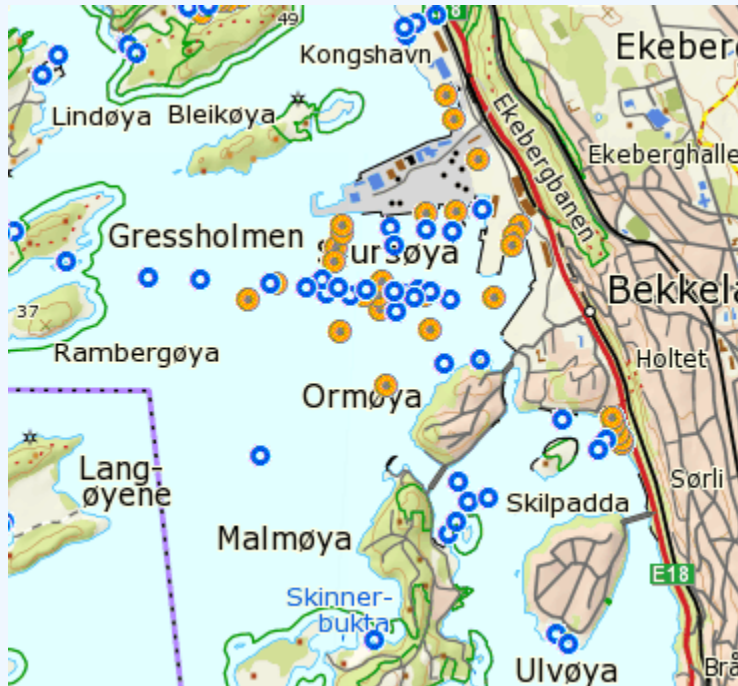 49
Kongshavn
Ekeber
Lindøya
Bleikøya
Ekebergbanen
Ekeberghalle
Gressholmen
Sjursøya
Bekkela
37
Rambergøya
Holtet
Ormøya
Lang-
øyene
Sørli
Skilpadda
Malmøya
E18
Skinner-
bukta
Ulvøya
Brå